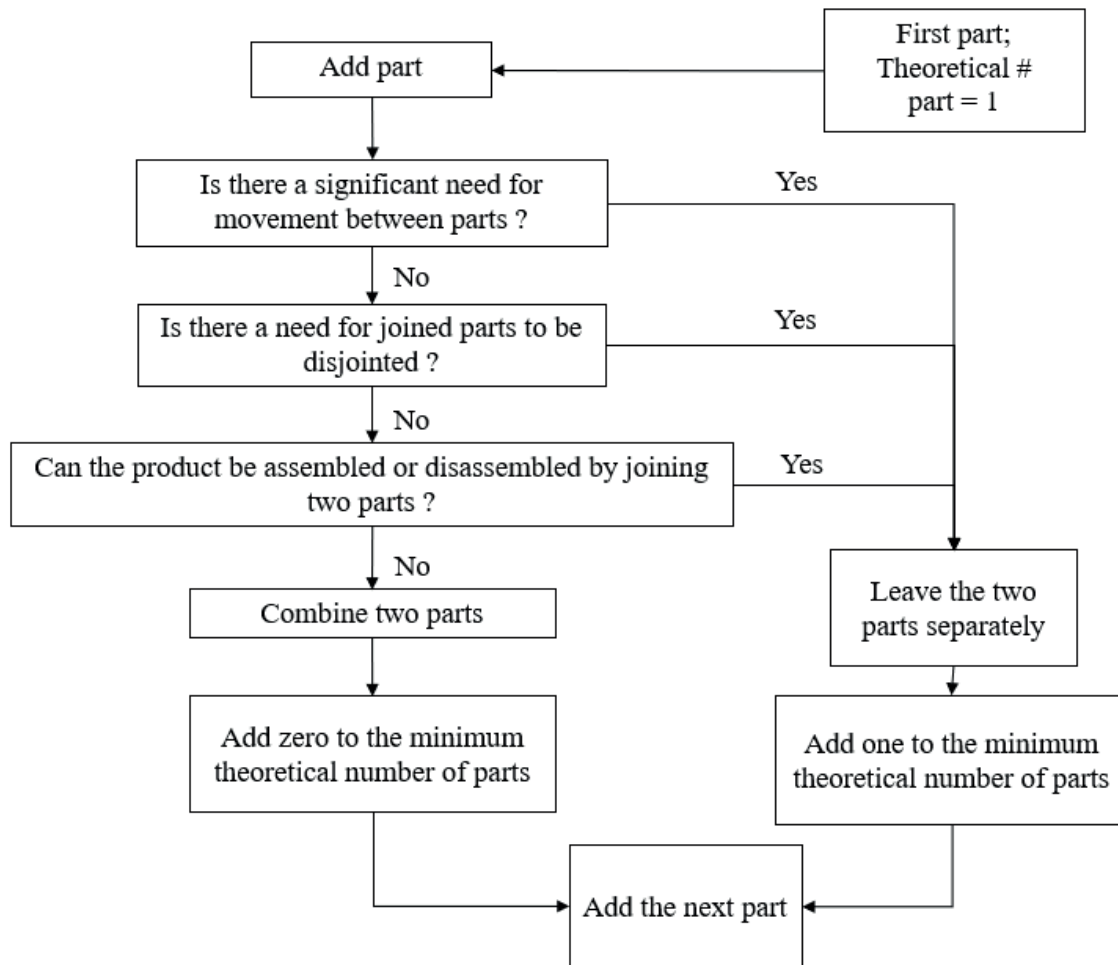 First part;
Theoretical #
part = 1
Add part
Is there a significant need for
movement between parts ?
Yes
No
Is there a need for joined parts to be
disjointed ?
Yes
No
Can the product be assembled or disassembled by joining
two parts ?
Yes
No
Combine two parts
Leave the two
parts separately
Add zero to the minimum
theoretical number of parts
Add one to the minimum
theoretical number of parts
Add the next part